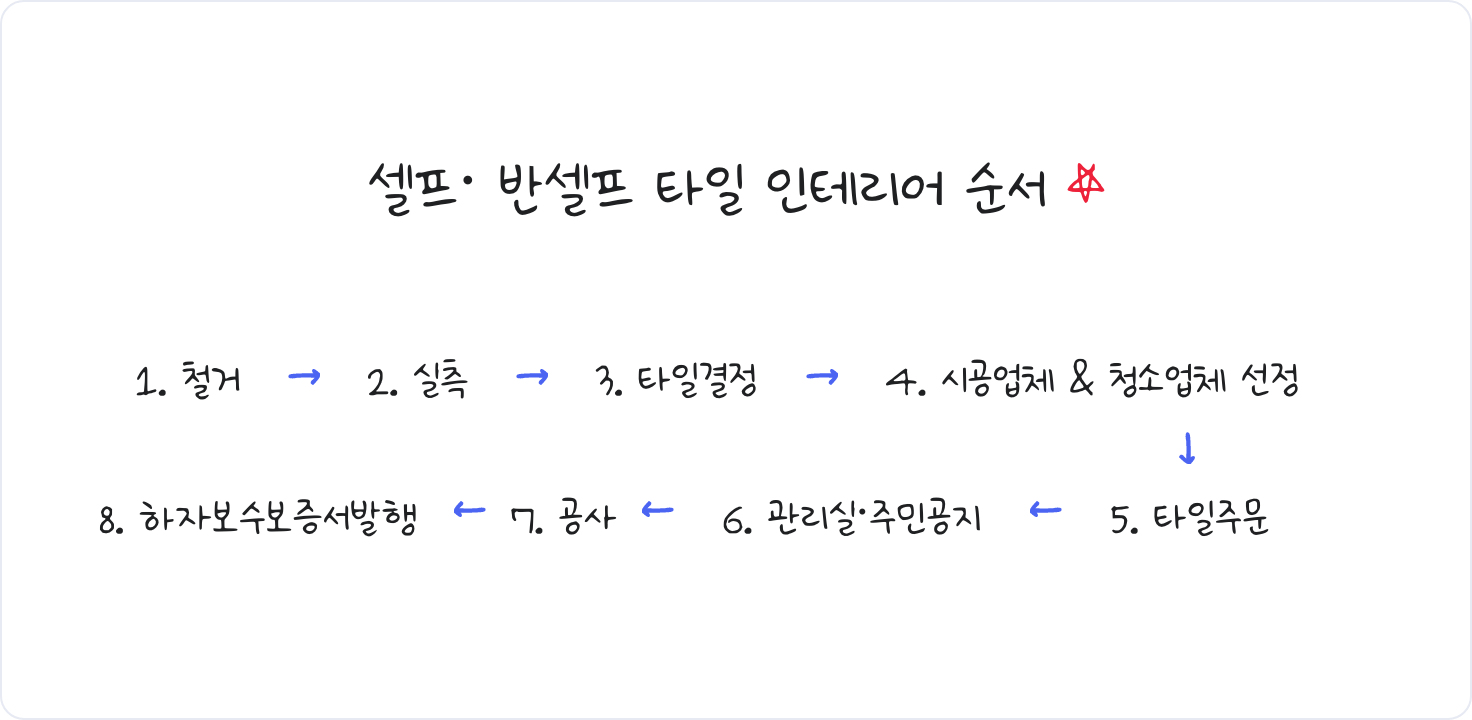 셀프· 반셀프 타일 인테리어 순서
1. 철거 → 2. 실측 → 3. 타일결정 → 4. 시공업체 & 청소업체 선정
↓
8. 하자보수보증서발행 ← 7. 공사 ← 6. 관리실·주민공지 ← 5. 타일주문